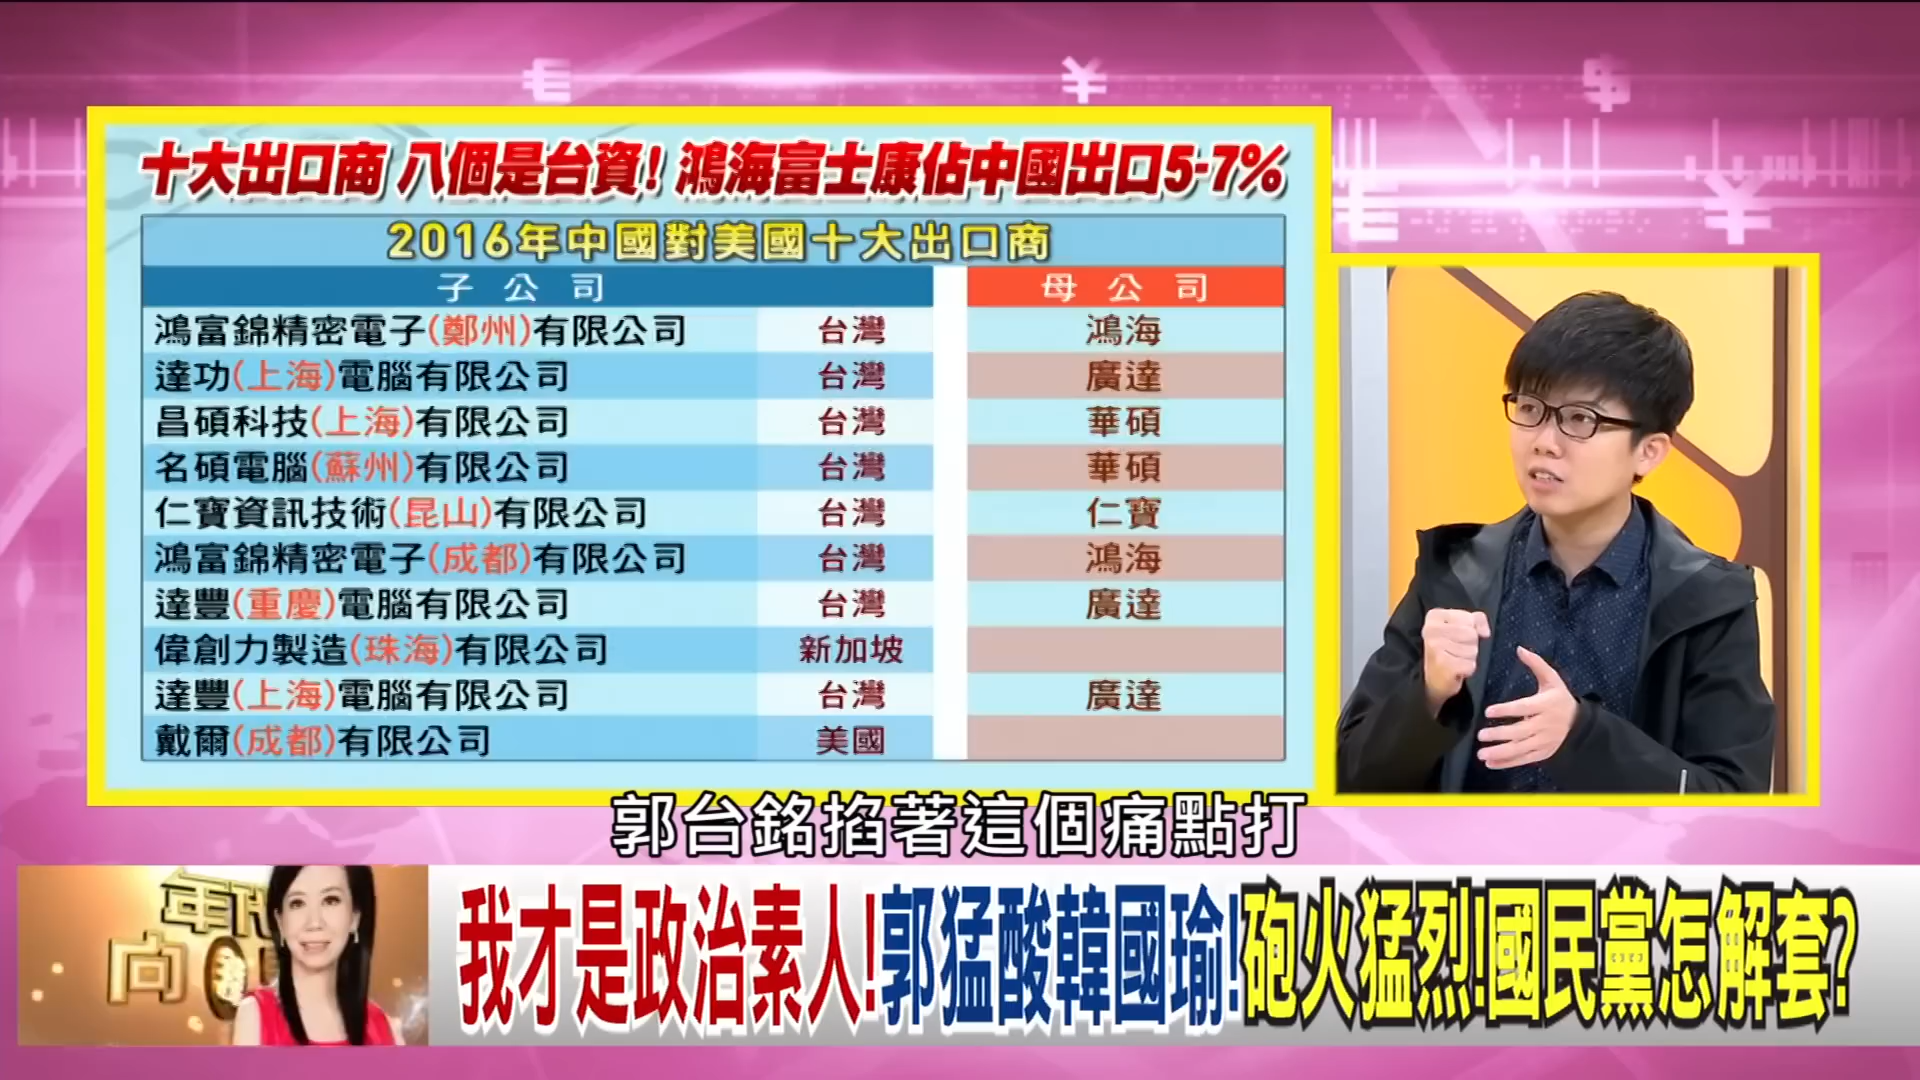 十大出口商 八個是台資! 鴻海富士康佔中國出口5-7%
2016年中國對美國十大出口商
子公司 母公司
鴻富錦精密電子(鄭州)有限公司 台灣 鴻海
達功(上海)電腦有限公司 台灣 廣達
昌碩科技(上海)有限公司 台灣 華碩
名碩電腦(蘇州)有限公司 台灣 華碩
仁寶資訊技術(昆山)有限公司 台灣 仁寶
鴻富錦精密電子(成都)有限公司 台灣 鴻海
達豐(重慶)電腦有限公司 台灣 廣達
偉創力製造(珠海)有限公司 新加坡
達豐(上海)電腦有限公司 台灣 廣達
戴爾(成都)有限公司 美國
郭台銘掐著這個痛點打
年代
向
我才是政治素人!郭猛酸韓國瑜!砲火猛烈!國民黨怎解套?